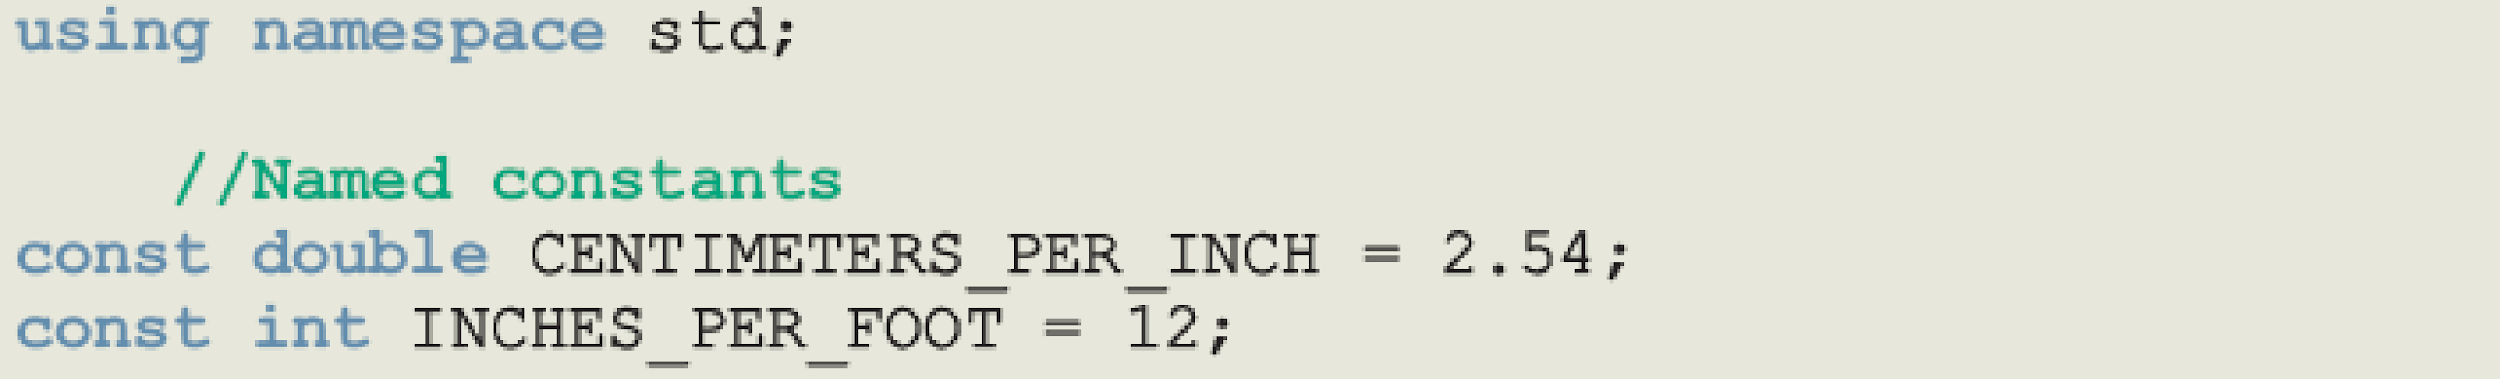 using namespace std;
//Named constants
const double CENTIMETERS_PER_INCH = 2.54;
const int INCHES_PER_FOOT = 12;